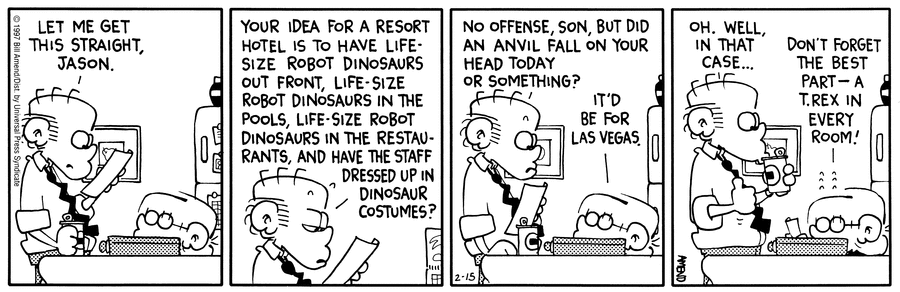 © 1997 Bill Amend/Dist. by Universal Press Syndicate
LET ME GET
THIS STRAIGHT,
JASON.
YOUR IDEA FOR A RESORT
HOTEL IS TO HAVE LIFE-
SIZE ROBOT DINOSAURS
OUT FRONT, LIFE-SIZE
ROBOT DINOSAURS IN THE
POOLS, LIFE-SIZE ROBOT
DINOSAURS IN THE RESTAU-
RANTS, AND HAVE THE STAFF
DRESSED UP IN
DINOSAUR
COSTUMES?
NO OFFENSE, SON, BUT DID
AN ANVIL FALL ON YOUR
HEAD TODAY
OR SOMETHING?
IT'D
BE FOR
LAS VEGAS.
2-15
OH. WELL,
IN THAT
CASE...
DON'T FORGET
THE BEST
PART—A
T.REX IN
EVERY
ROOM!
AMEND